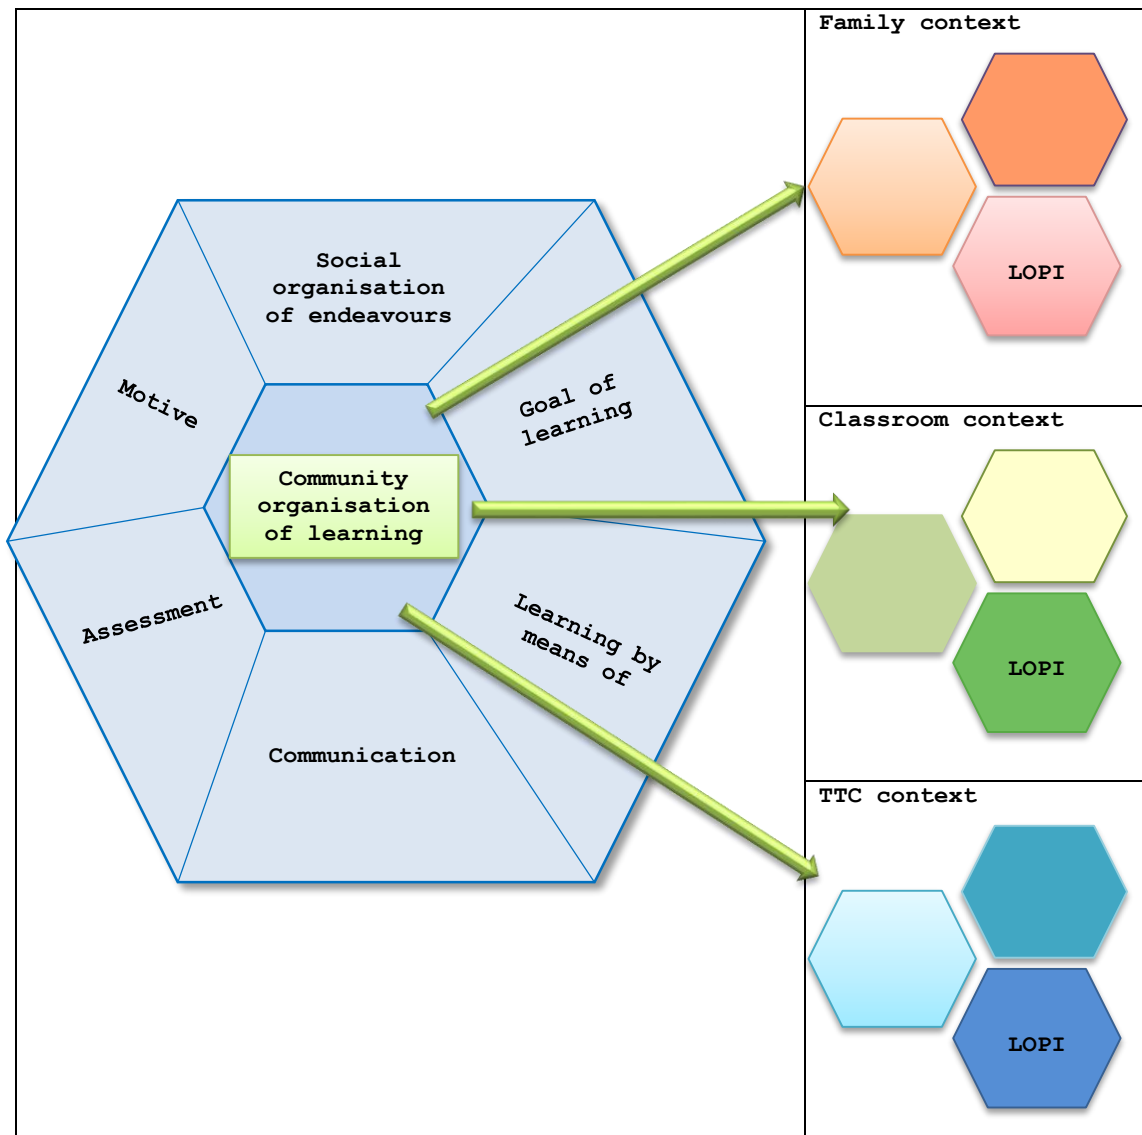 Social
organisation
of endeavours
Motive
Goal of
learning
Community
organisation
of learning
Assessment
Learning by
means of
Communication
Family context
LOPI
Classroom context
LOPI
TTC context
LOPI